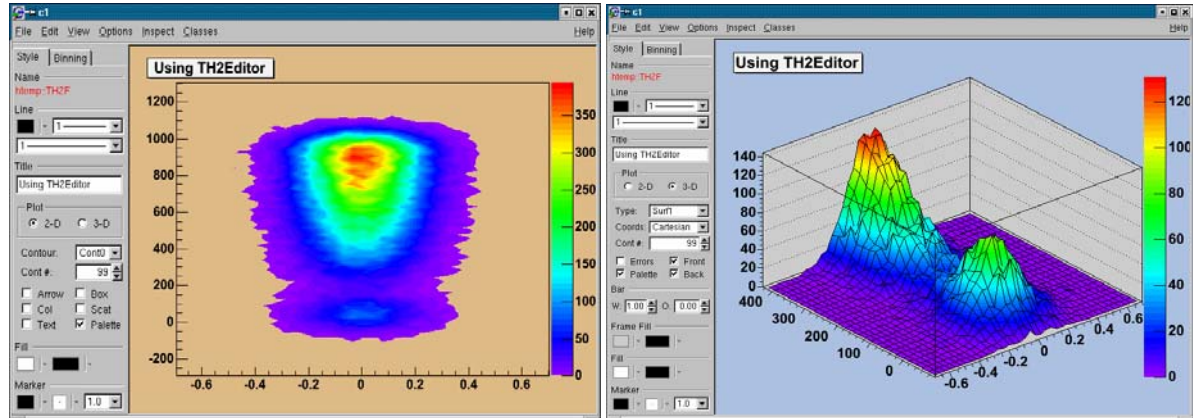 c1
File Edit View Options Inspect Classes Help
Style Binning
Name
htemp::TH2F
Line
1
1
Title
Using TH2Editor
Plot
2-D 3-D
Contour: Cont0
Cont #: 99
Arrow Box
Col Scat
Text Palette
Fill
Marker
1.0
Using TH2Editor
1200
1000
800
600
400
200
0
-200
-0.6 -0.4 -0.2 0 0.2 0.4 0.6
350
300
250
200
150
100
50
0
c1
File Edit View Options Inspect Classes Help
Style Binning
Name
htemp::TH2F
Line
1
1
Title
Using TH2Editor
Plot
2-D 3-D
Type: Surf1
Coords: Cartesian
Cont #: 99
Errors Front
Palette Back
Bar
W: 1.00 O: 0.00
Frame Fill
Fill
Marker
1.0
Using TH2Editor
140
120
100
80
60
40
20
0
400
300
200
100
0
-0.6 -0.4 -0.2 0 0.2 0.4 0.6
120
100
80
60
40
20
0